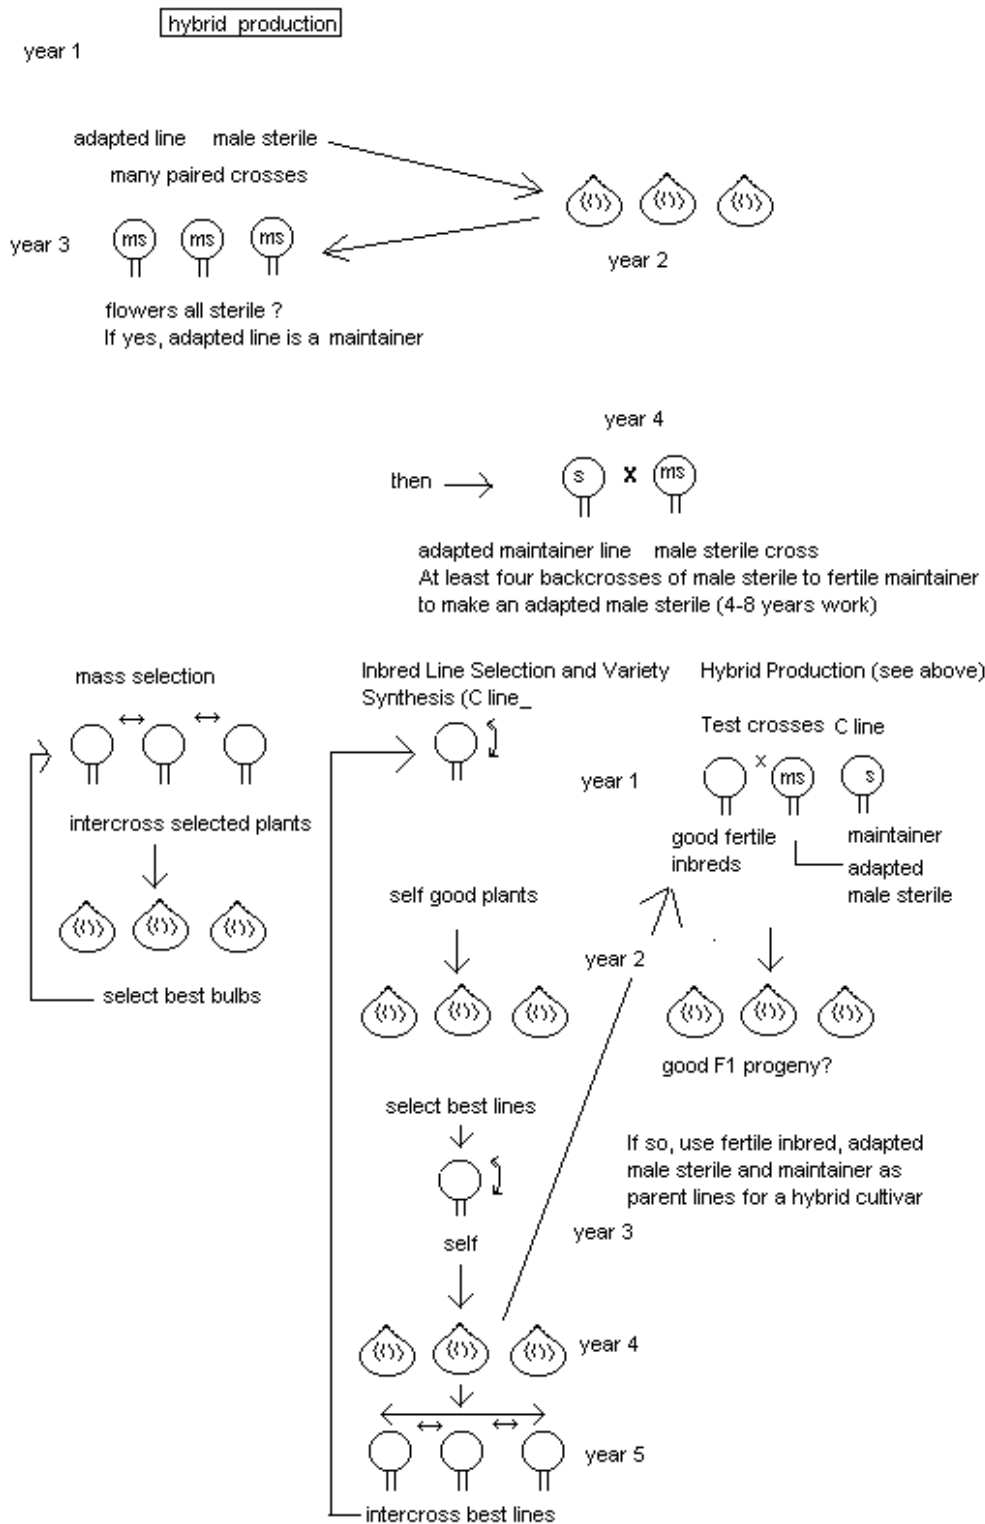 hybrid production
year 1
adapted line male sterile
many paired crosses
year 3
ms ms ms
year 2
flowers all sterile ?
If yes, adapted line is a maintainer
year 4
then
s x ms
adapted maintainer line male sterile cross
At least four backcrosses of male sterile to fertile maintainer
to make an adapted male sterile (4-8 years work)
mass selection
intercross selected plants
select best bulbs
Inbred Line Selection and Variety
Synthesis (C line_
self good plants
select best lines
self
intercross best lines
year 1
year 2
year 3
year 4
year 5
Hybrid Production (see above)
Test crosses C line
x ms s
good fertile
inbreds
maintainer
adapted
male sterile
good F1 progeny?
If so, use fertile inbred, adapted
male sterile and maintainer as
parent lines for a hybrid cultivar